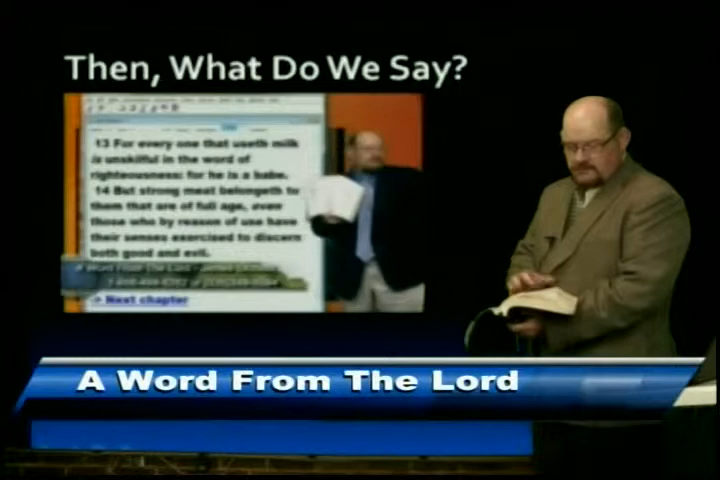 Then, What Do We Say?
13 For every one that useth milk
is unskilful in the word of
righteousness: for he is a babe.
14 But strong meat belongeth to
them that are of full age, even
those who by reason of use have
their senses exercised to discern
both good and evil.
A Word From The Lord
> Next chapter
A Word From The Lord